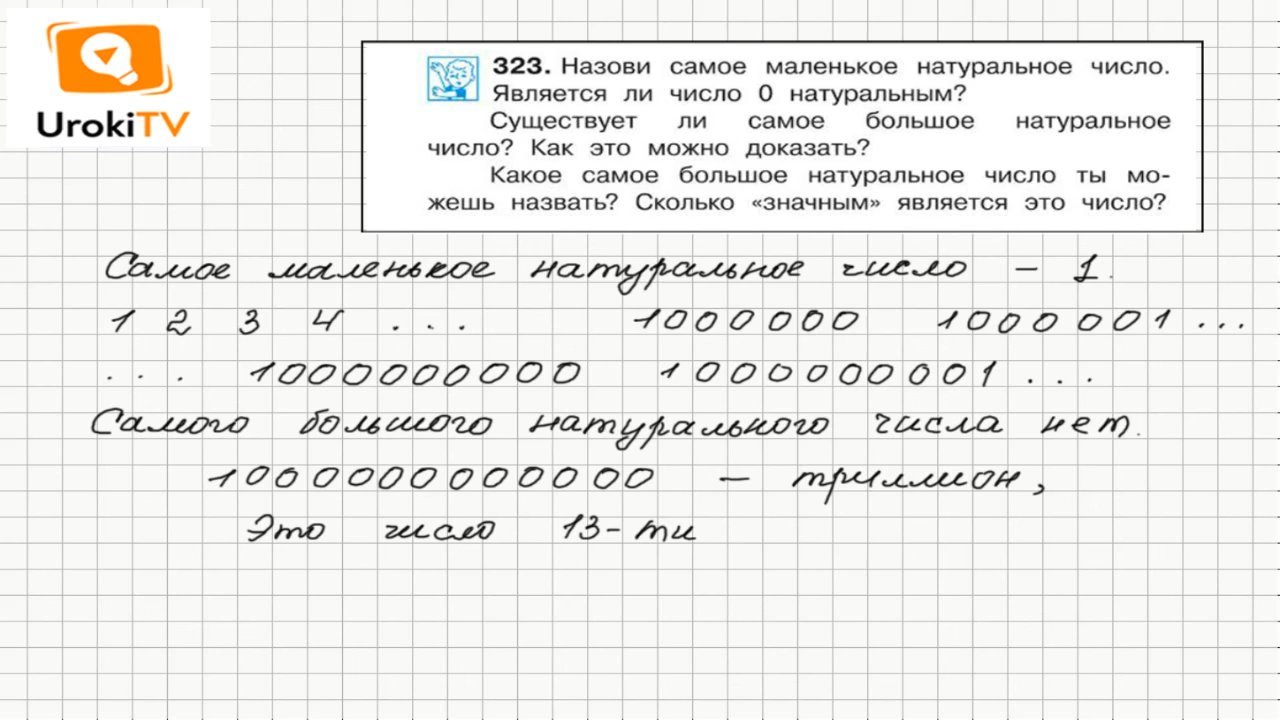 UrokiTV
323. Назови самое маленькое натуральное число.
Является ли число 0 натуральным?
Существует ли самое большое натуральное
число? Как это можно доказать?
Какое самое большое натуральное число ты мо-
жешь назвать? Сколько «значным» является это число?
Самое маленькое натуральное число – 1.
1 2 3 4 ... 1000000 1000001 ...
... 1000000000 1000000001 ...
Самого большого натурального числа нет.
1000000000000 – триллион,
Это число 13-ти